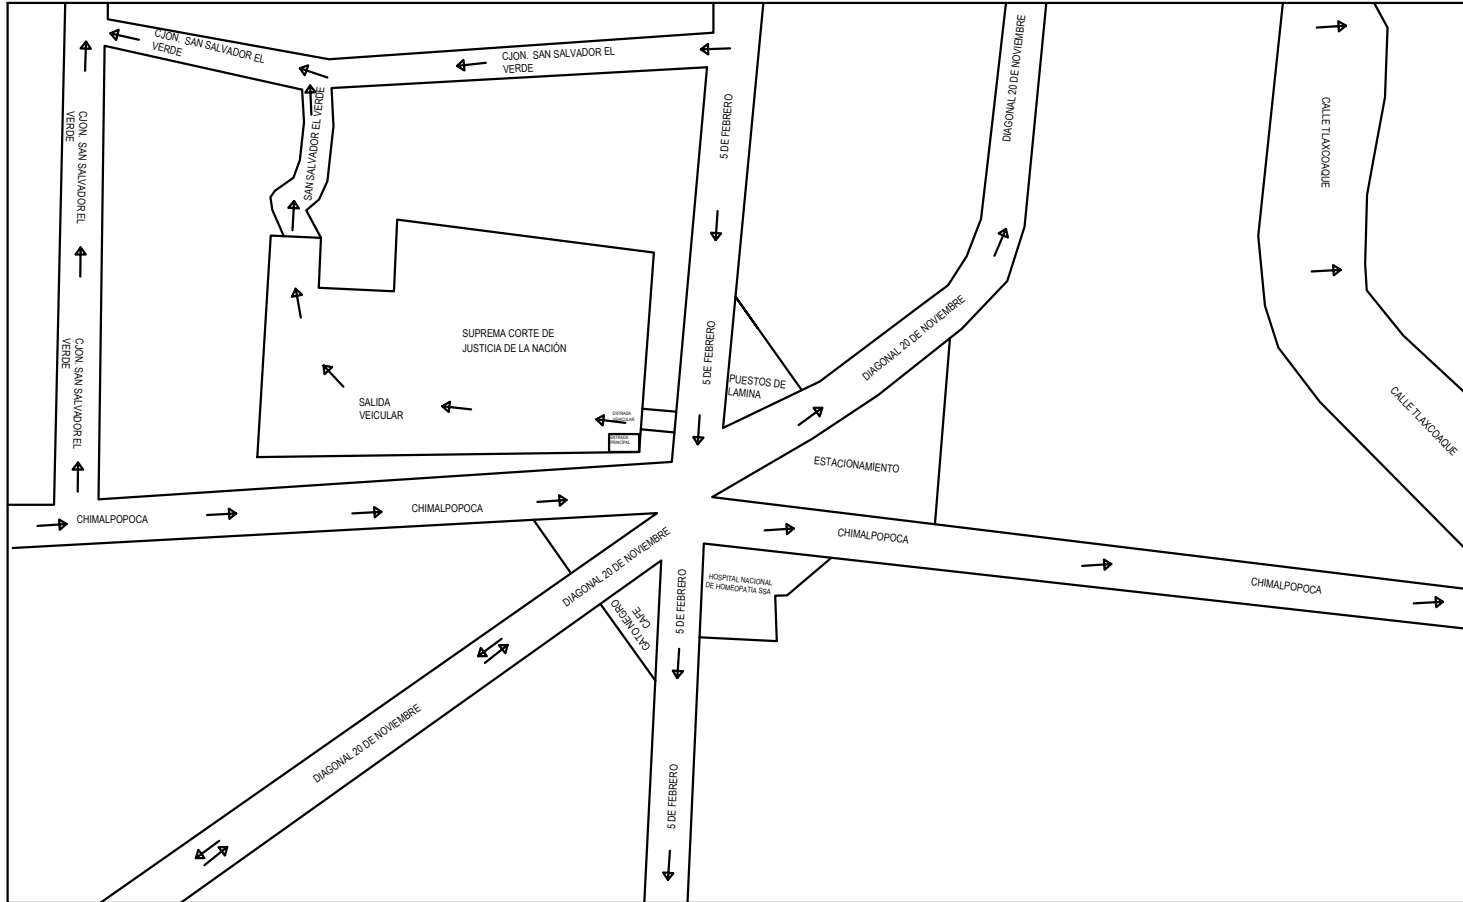 CJON. SAN SALVADOR EL
VERDE
CJON. SAN SALVADOR EL
VERDE
DIAGONAL 20 DE NOVIEMBRE
CJON. SAN SALVADOR EL
VERDE
SAN SALVADOR EL VERDE
5 DE FEBRERO
CALLE TLAXCOAQUE
SUPREMA CORTE DE
JUSTICIA DE LA NACIÓN
5 DE FEBRERO
DIAGONAL 20 DE NOVIEMBRE
CJON. SAN SALVADOR EL
VERDE
PUESTOS DE
LAMINA
SALIDA
VEICULAR
ENTRADA
VEHICULAR
ENTRADA
PRINCIPAL
CALLE TLAXCOAQUE
ESTACIONAMIENTO
CHIMALPOPOCA
CHIMALPOPOCA
CHIMALPOPOCA
DIAGONAL 20 DE NOVIEMBRE
HOSPITAL NACIONAL
DE HOMEOPATIA SSA
CHIMALPOPOCA
5 DE FEBRERO
CAFE
GATO NEGRO
DIAGONAL 20 DE NOVIEMBRE
5 DE FEBRERO